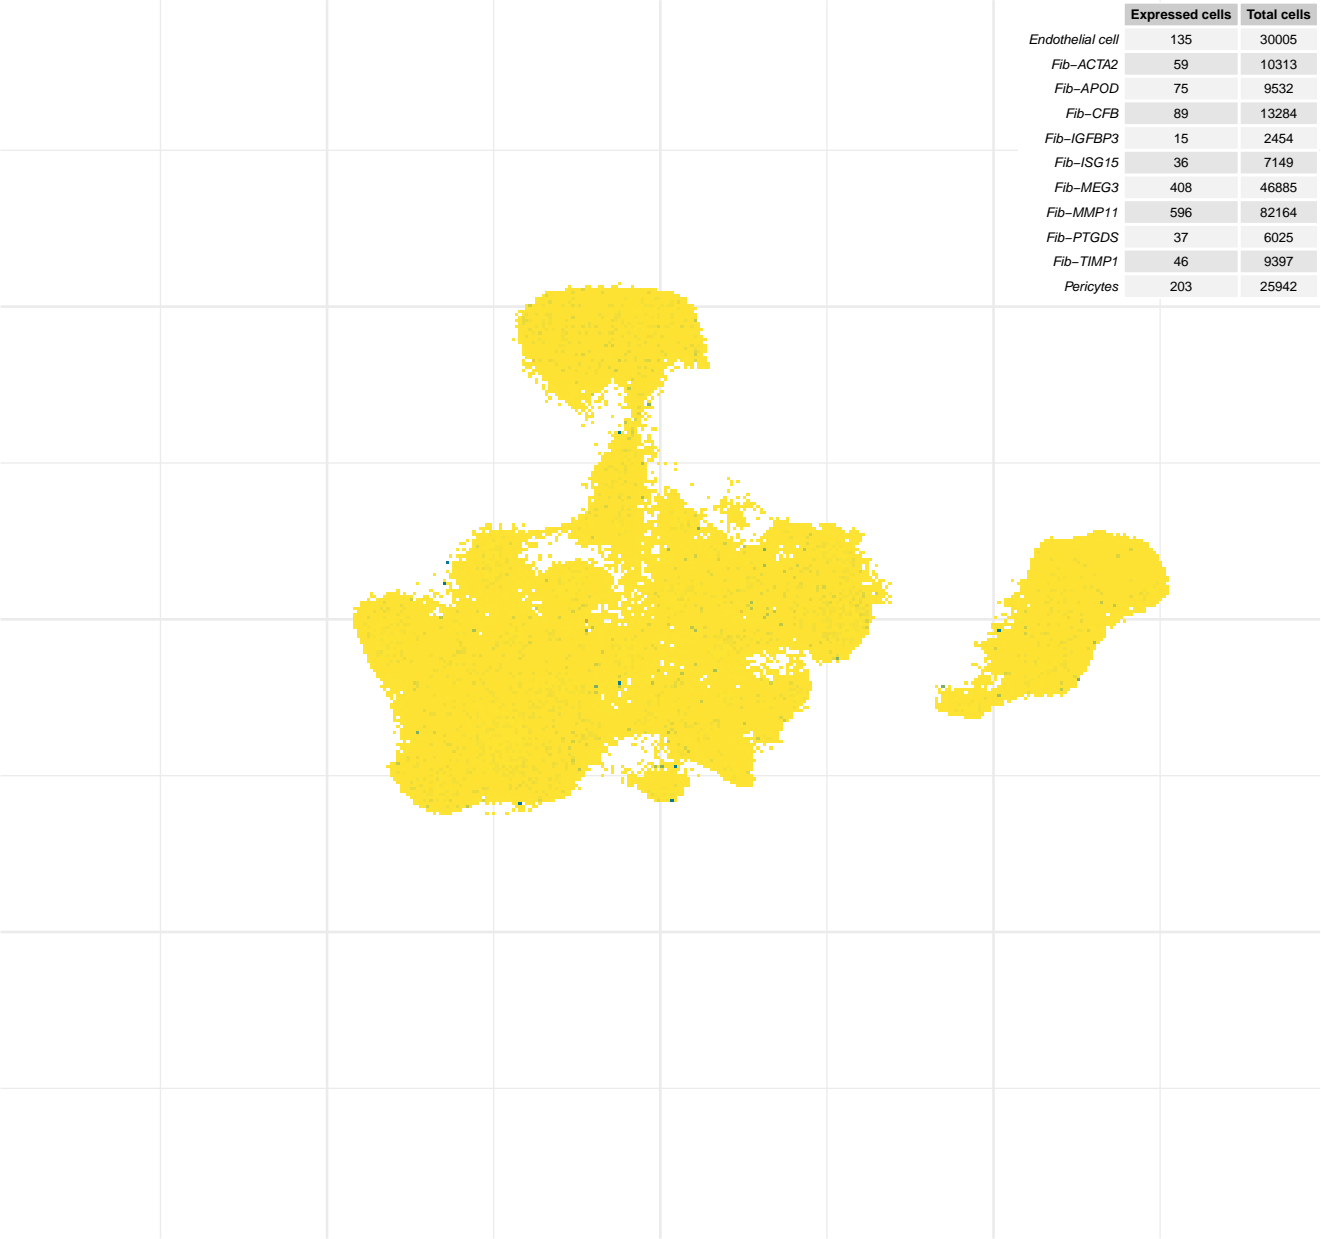 Expressed cells Total cells
Endothelial cell 135 30005
Fib−ACTA2 59 10313
Fib−APOD 75 9532
Fib−CFB 89 13284
Fib−IGFBP3 15 2454
Fib−ISG15 36 7149
Fib−MEG3 408 46885
Fib−MMP11 596 82164
Fib−PTGDS 37 6025
Fib−TIMP1 46 9397
Pericytes 203 25942